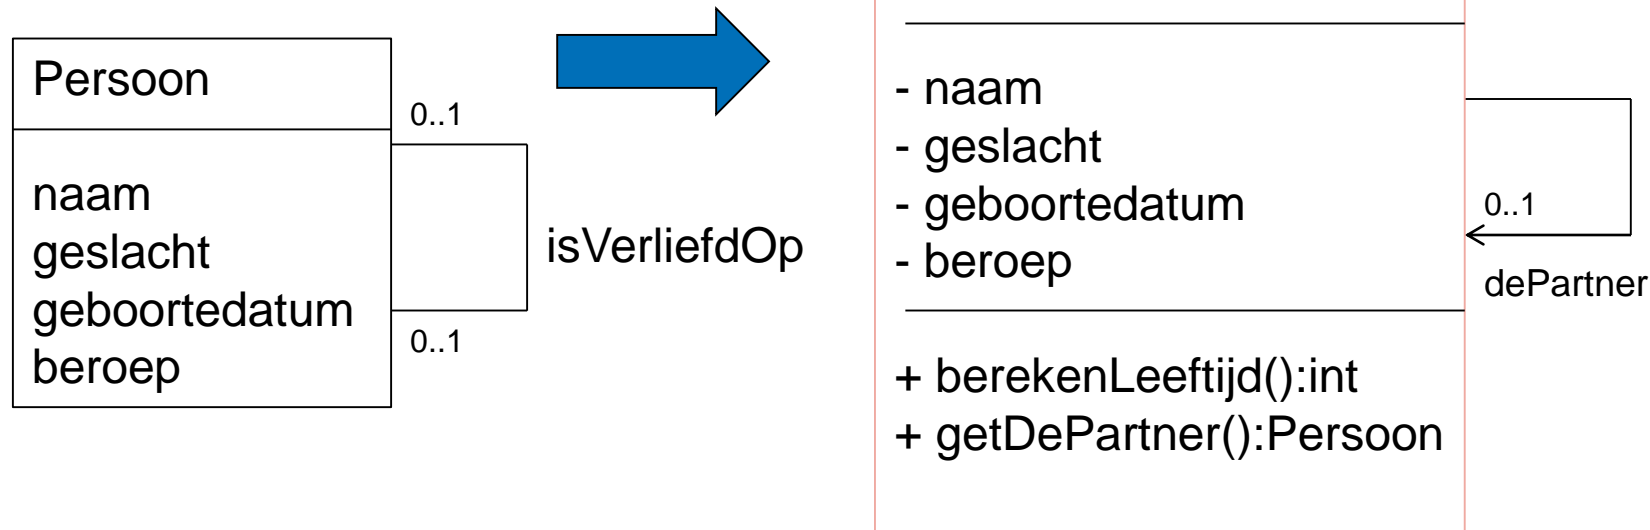 Persoon
0..1
naam
geslacht
geboortedatum
beroep
isVerliefdOp
0..1
- naam
- geslacht
- geboortedatum
- beroep
0..1
dePartner
+ berekenLeeftijd():int
+ getDePartner():Persoon